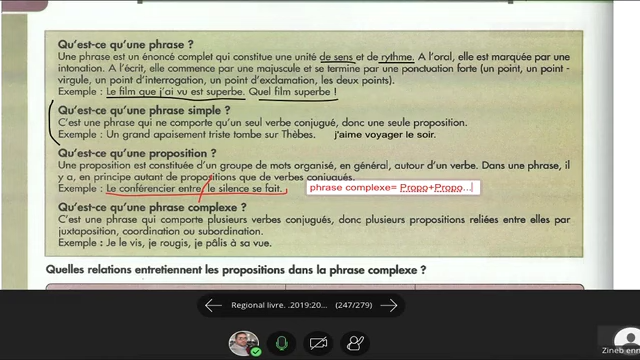 Qu'est-ce qu'une phrase ?
Une phrase est un énoncé complet qui constitue une unité de sens et de rythme. A l'oral, elle est marquée par une
intonation. A l'écrit, elle commence par une majuscule et se termine par une ponctuation forte (un point, un point -
virgule, un point d'interrogation, un point d'exclamation, les deux points).
Exemple : Le film que j'ai vu est superbe. Quel film superbe !
Qu'est-ce qu'une phrase simple ?
C'est une phrase qui ne comporte qu'un seul verbe conjugué, donc une seule proposition.
Exemple : Un grand apaisement triste tombe sur Thèbes. j'aime voyager le soir.
Qu'est-ce qu'une proposition ?
Une proposition est constituée d'un groupe de mots organisé, en général, autour d'un verbe. Dans une phrase, il
y a, en principe autant de propositions que de verbes conjugués.
Exemple : Le conférencier entre, le silence se fait. phrase complexe= Propo+Propo...
Qu'est-ce qu'une phrase complexe ?
C'est une phrase qui comporte plusieurs verbes conjugués, donc plusieurs propositions reliées entre elles par
juxtaposition, coordination ou subordination.
Exemple : Je le vis, je rougis, je pâlis à sa vue.
Quelles relations entretiennent les propositions dans la phrase complexe ?
Regional livre. .2019:20... (247/279)
Zineb enn